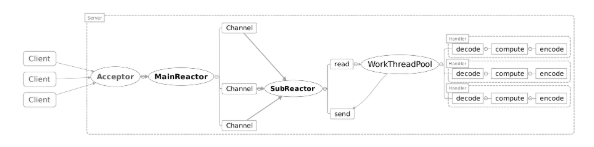 Server
Client
Client
Client
Acceptor
MainReactor
Channel
Channel
Channel
SubReactor
read
send
WorkThreadPool
Handler
decode
compute
encode
Handler
decode
compute
encode
Handler
decode
compute
encode